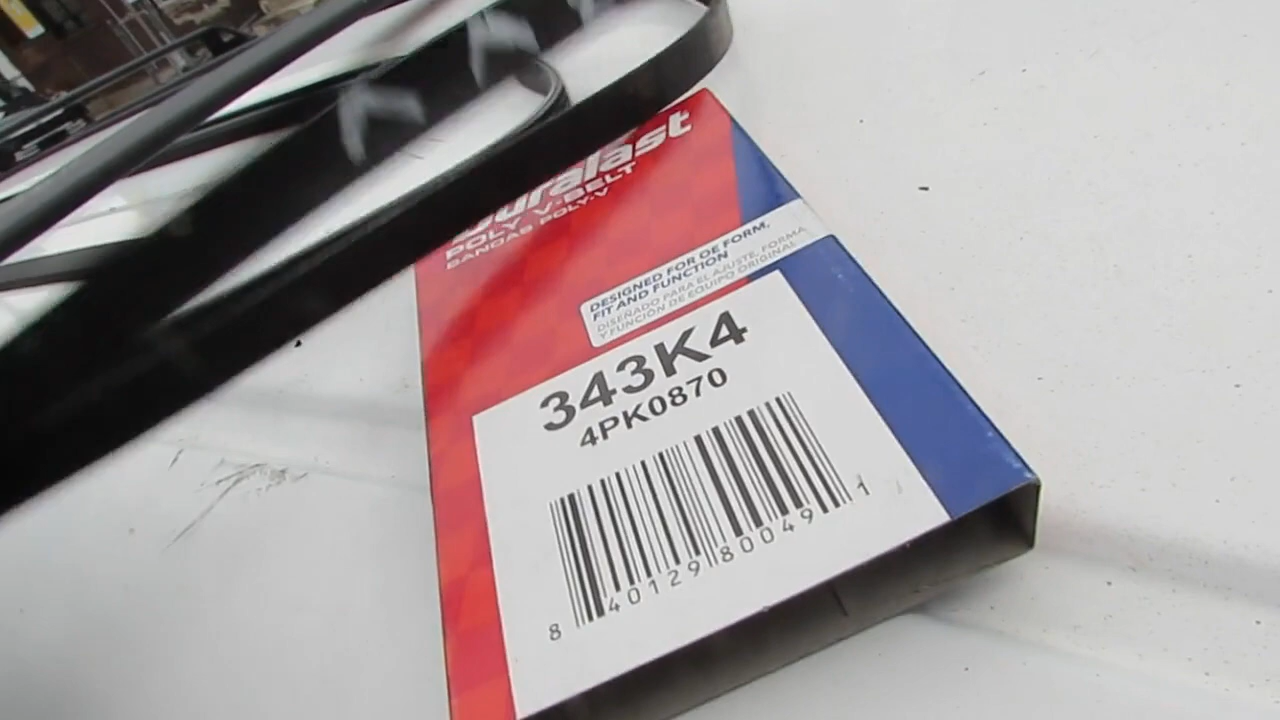 Duralast
POLY V-BELT
BANDAS POLY-V
DESIGNED FOR OE FORM,
FIT AND FUNCTION
DISEÑADO PARA EL AJUSTE, FORMA
Y FUNCIÓN DE EQUIPO ORIGINAL
343K4
4PK0870
8 40129 80049 1